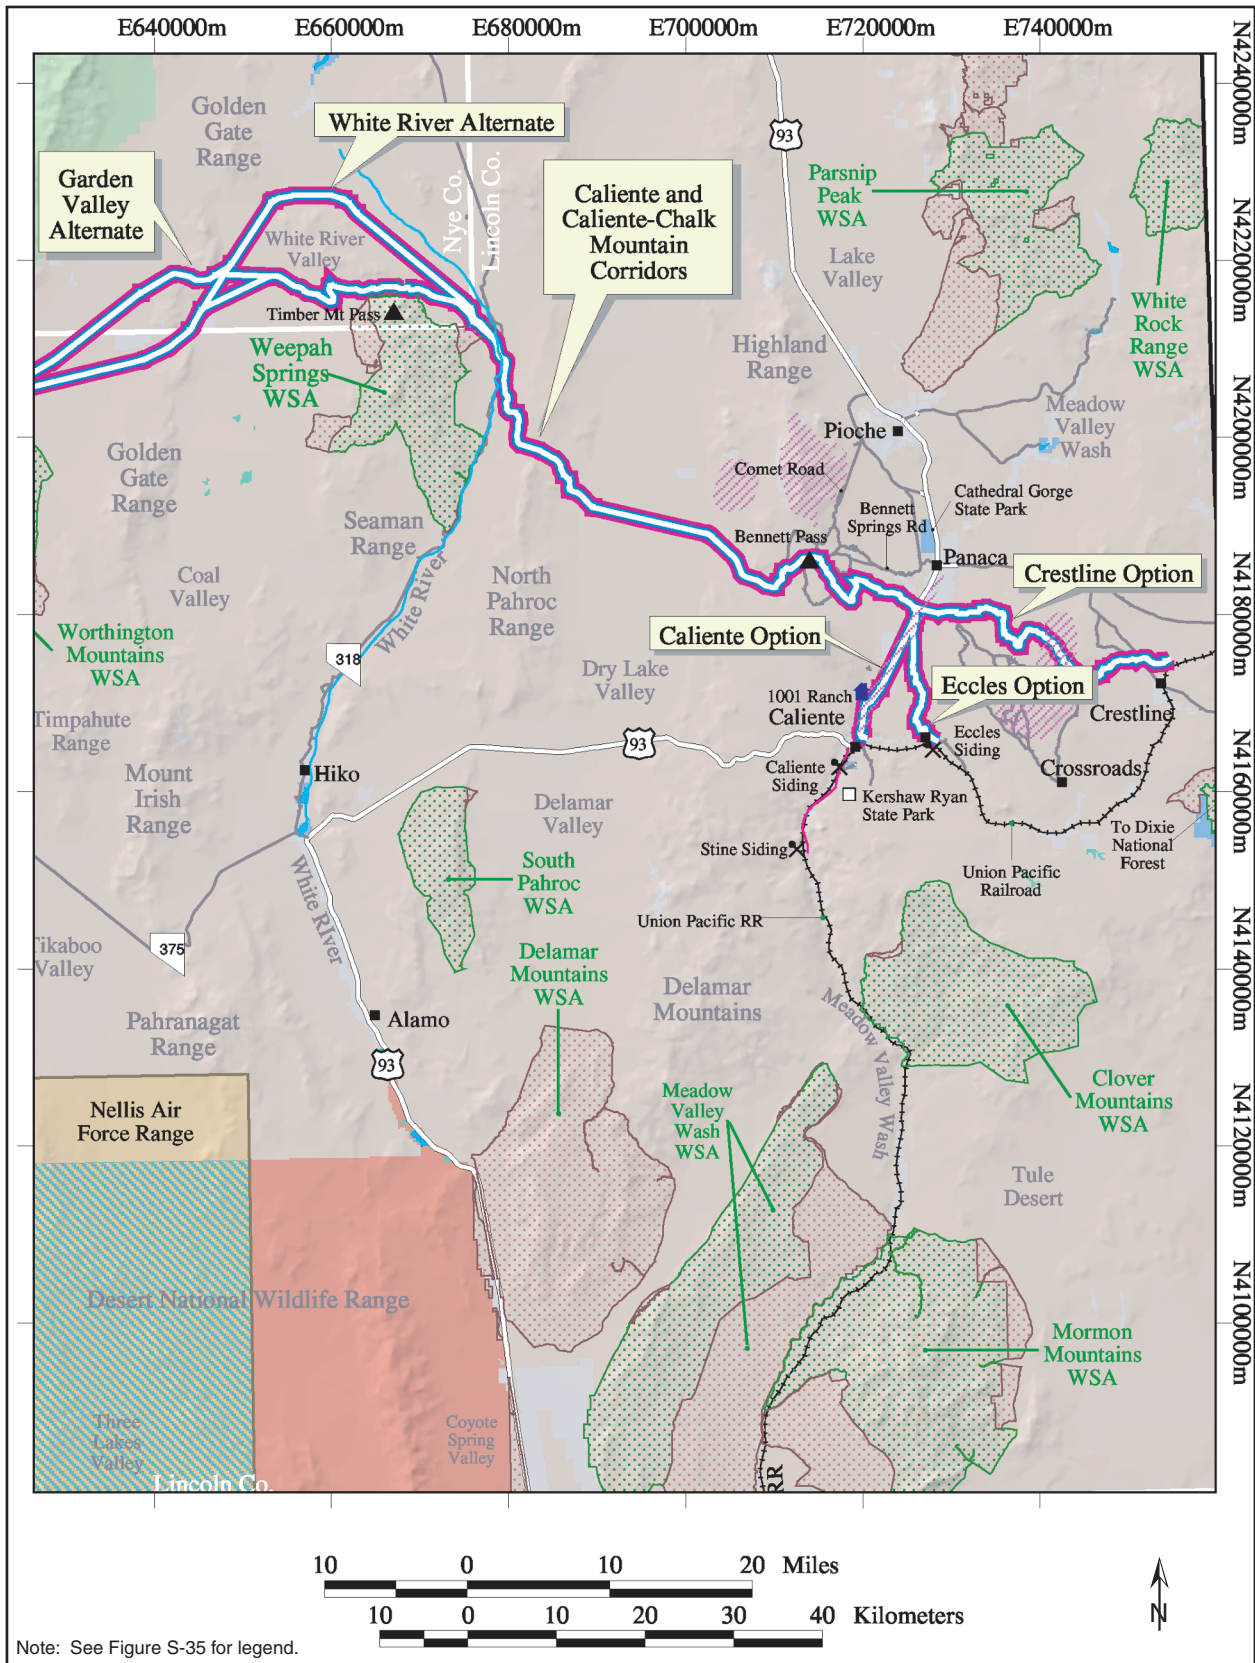 E640000m
E660000m
E680000m
E700000m
E720000m
E740000m
N4240000m
N4220000m
N4200000m
N4180000m
N4160000m
N4140000m
N4120000m
N4100000m
Golden
Gate
Range
White River Alternate
93
Garden
Valley
Alternate
Nye Co.
Lincoln Co.
Caliente and
Caliente-Chalk
Mountain
Corridors
Parsnip
Peak
WSA
White River
Valley
Lake
Valley
White
Rock
Range
WSA
Timber Mt Pass
Weepah
Springs
WSA
Highland
Range
Meadow
Valley
Wash
Pioche
Golden
Gate
Range
Comet Road
Cathedral Gorge
State Park
Bennett
Springs Rd
Seaman
Range
Bennett Pass
Panaca
Coal
Valley
North
Pahroc
Range
Crestline Option
White River
Worthington
Mountains
WSA
Caliente Option
318
Dry Lake
Valley
1001 Ranch
Eccles Option
Caliente
Crestline
Timpahute
Range
93
Eccles
Siding
Hiko
Caliente
Siding
Crossroads
Mount
Irish
Range
Delamar
Valley
Kershaw Ryan
State Park
To Dixie
National
Forest
Stine Siding
South
Pahroc
WSA
Union Pacific
Railroad
White RIver
Union Pacific RR
375
Tikaboo
Valley
Delamar
Mountains
WSA
Delamar
Mountains
Meadow Valley Wash
Alamo
Pahranagat
Range
93
Meadow
Valley
Wash
WSA
Clover
Mountains
WSA
Nellis Air
Force Range
Tule
Desert
Desert National Wildlife Range
Mormon
Mountains
WSA
Three
Lakes
Valley
Coyote
Spring
Valley
Lincoln Co.
RR
10 0 10 20 Miles
10 0 10 20 30 40 Kilometers
N
Note: See Figure S-35 for legend.